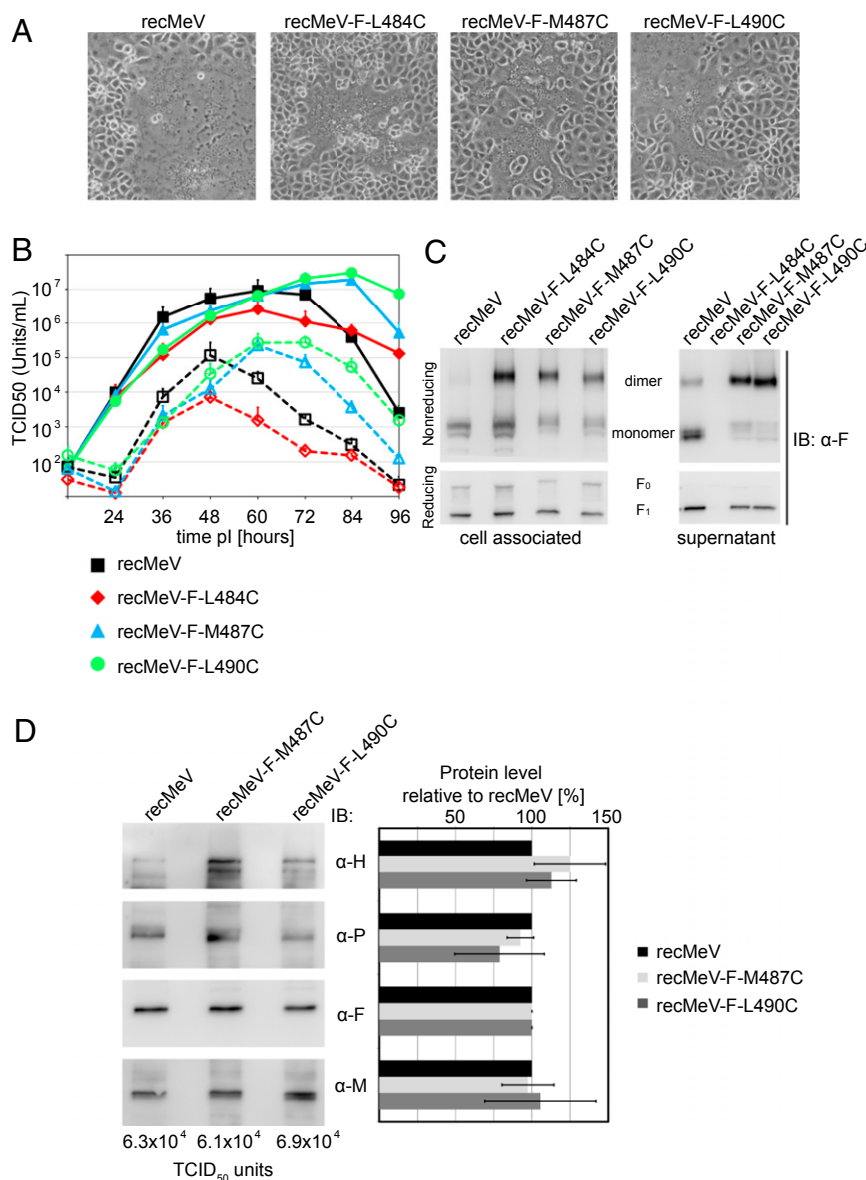 A
recMeV
recMeV-F-L484C
recMeV-F-M487C
recMeV-F-L490C
B
TCID50 (Units/mL)
10⁷
10⁶
10⁵
10⁴
10³
10²
24 36 48 60 72 84 96
time pI [hours]
recMeV
recMeV-F-L484C
recMeV-F-M487C
recMeV-F-L490C
C
recMeV
recMeV-F-L484C
recMeV-F-M487C
recMeV-F-L490C
recMeV
recMeV-F-L484C
recMeV-F-M487C
recMeV-F-L490C
Nonreducing
dimer
monomer
IB: α-F
Reducing
F₀
F₁
cell associated
supernatant
D
recMeV
recMeV-F-M487C
recMeV-F-L490C
IB:
Protein level
relative to recMeV [%]
50 100 150
α-H
α-P
α-F
α-M
recMeV
recMeV-F-M487C
recMeV-F-L490C
6.3x10⁴ 6.1x10⁴ 6.9x10⁴
TCID₅₀ units